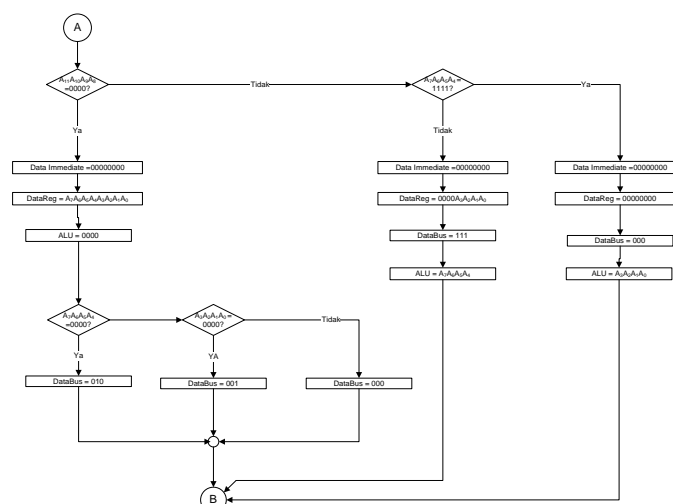 A
A₁₁A₁₀A₉A₈
=0000?
Tidak
A₇A₆A₅A₄ =
1111?
Ya
Ya
Tidak
Data Immediate =00000000
Data Immediate =00000000
Data Immediate =00000000
DataReg = A₇A₆A₅A₄A₃A₂A₁A₀
DataReg = 0000A₃A₂A₁A₀
DataReg = 00000000
ALU = 0000
DataBus = 111
DataBus = 000
ALU = A₇A₆A₅A₄
ALU = A₃A₂A₁A₀
A₇A₆A₅A₄
=0000?
A₃A₂A₁A₀ =
0000?
Tidak
Ya
YA
DataBus = 010
DataBus = 001
DataBus = 000
B